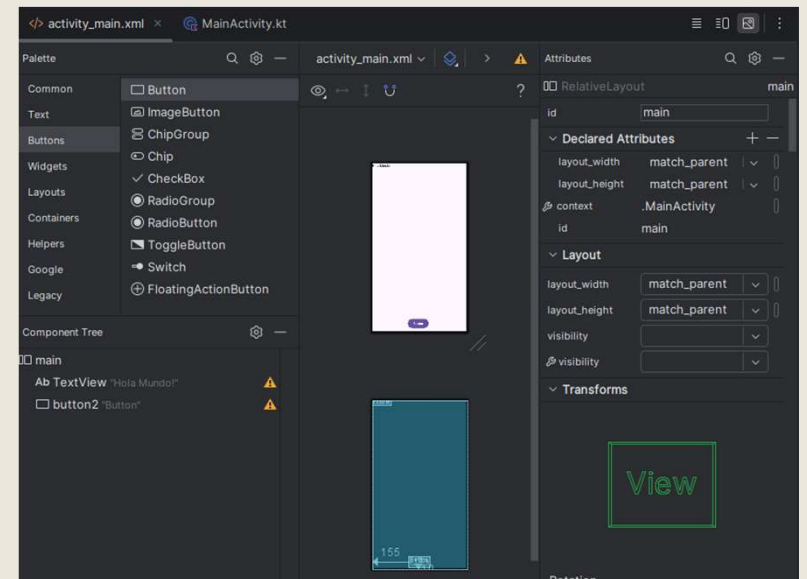 activity_main.xml
MainActivity.kt
Palette
Common
Text
Buttons
Widgets
Layouts
Containers
Helpers
Google
Legacy
Button
ImageButton
ChipGroup
Chip
CheckBox
RadioGroup
RadioButton
ToggleButton
Switch
FloatingActionButton
Component Tree
main
Ab TextView "Hola Mundo!"
button2 "Button"
activity_main.xml
?
155
Attributes
RelativeLayout main
id main
Declared Attributes
layout_width match_parent
layout_height match_parent
context .MainActivity
id main
Layout
layout_width match_parent
layout_height match_parent
visibility
visibility
Transforms
View